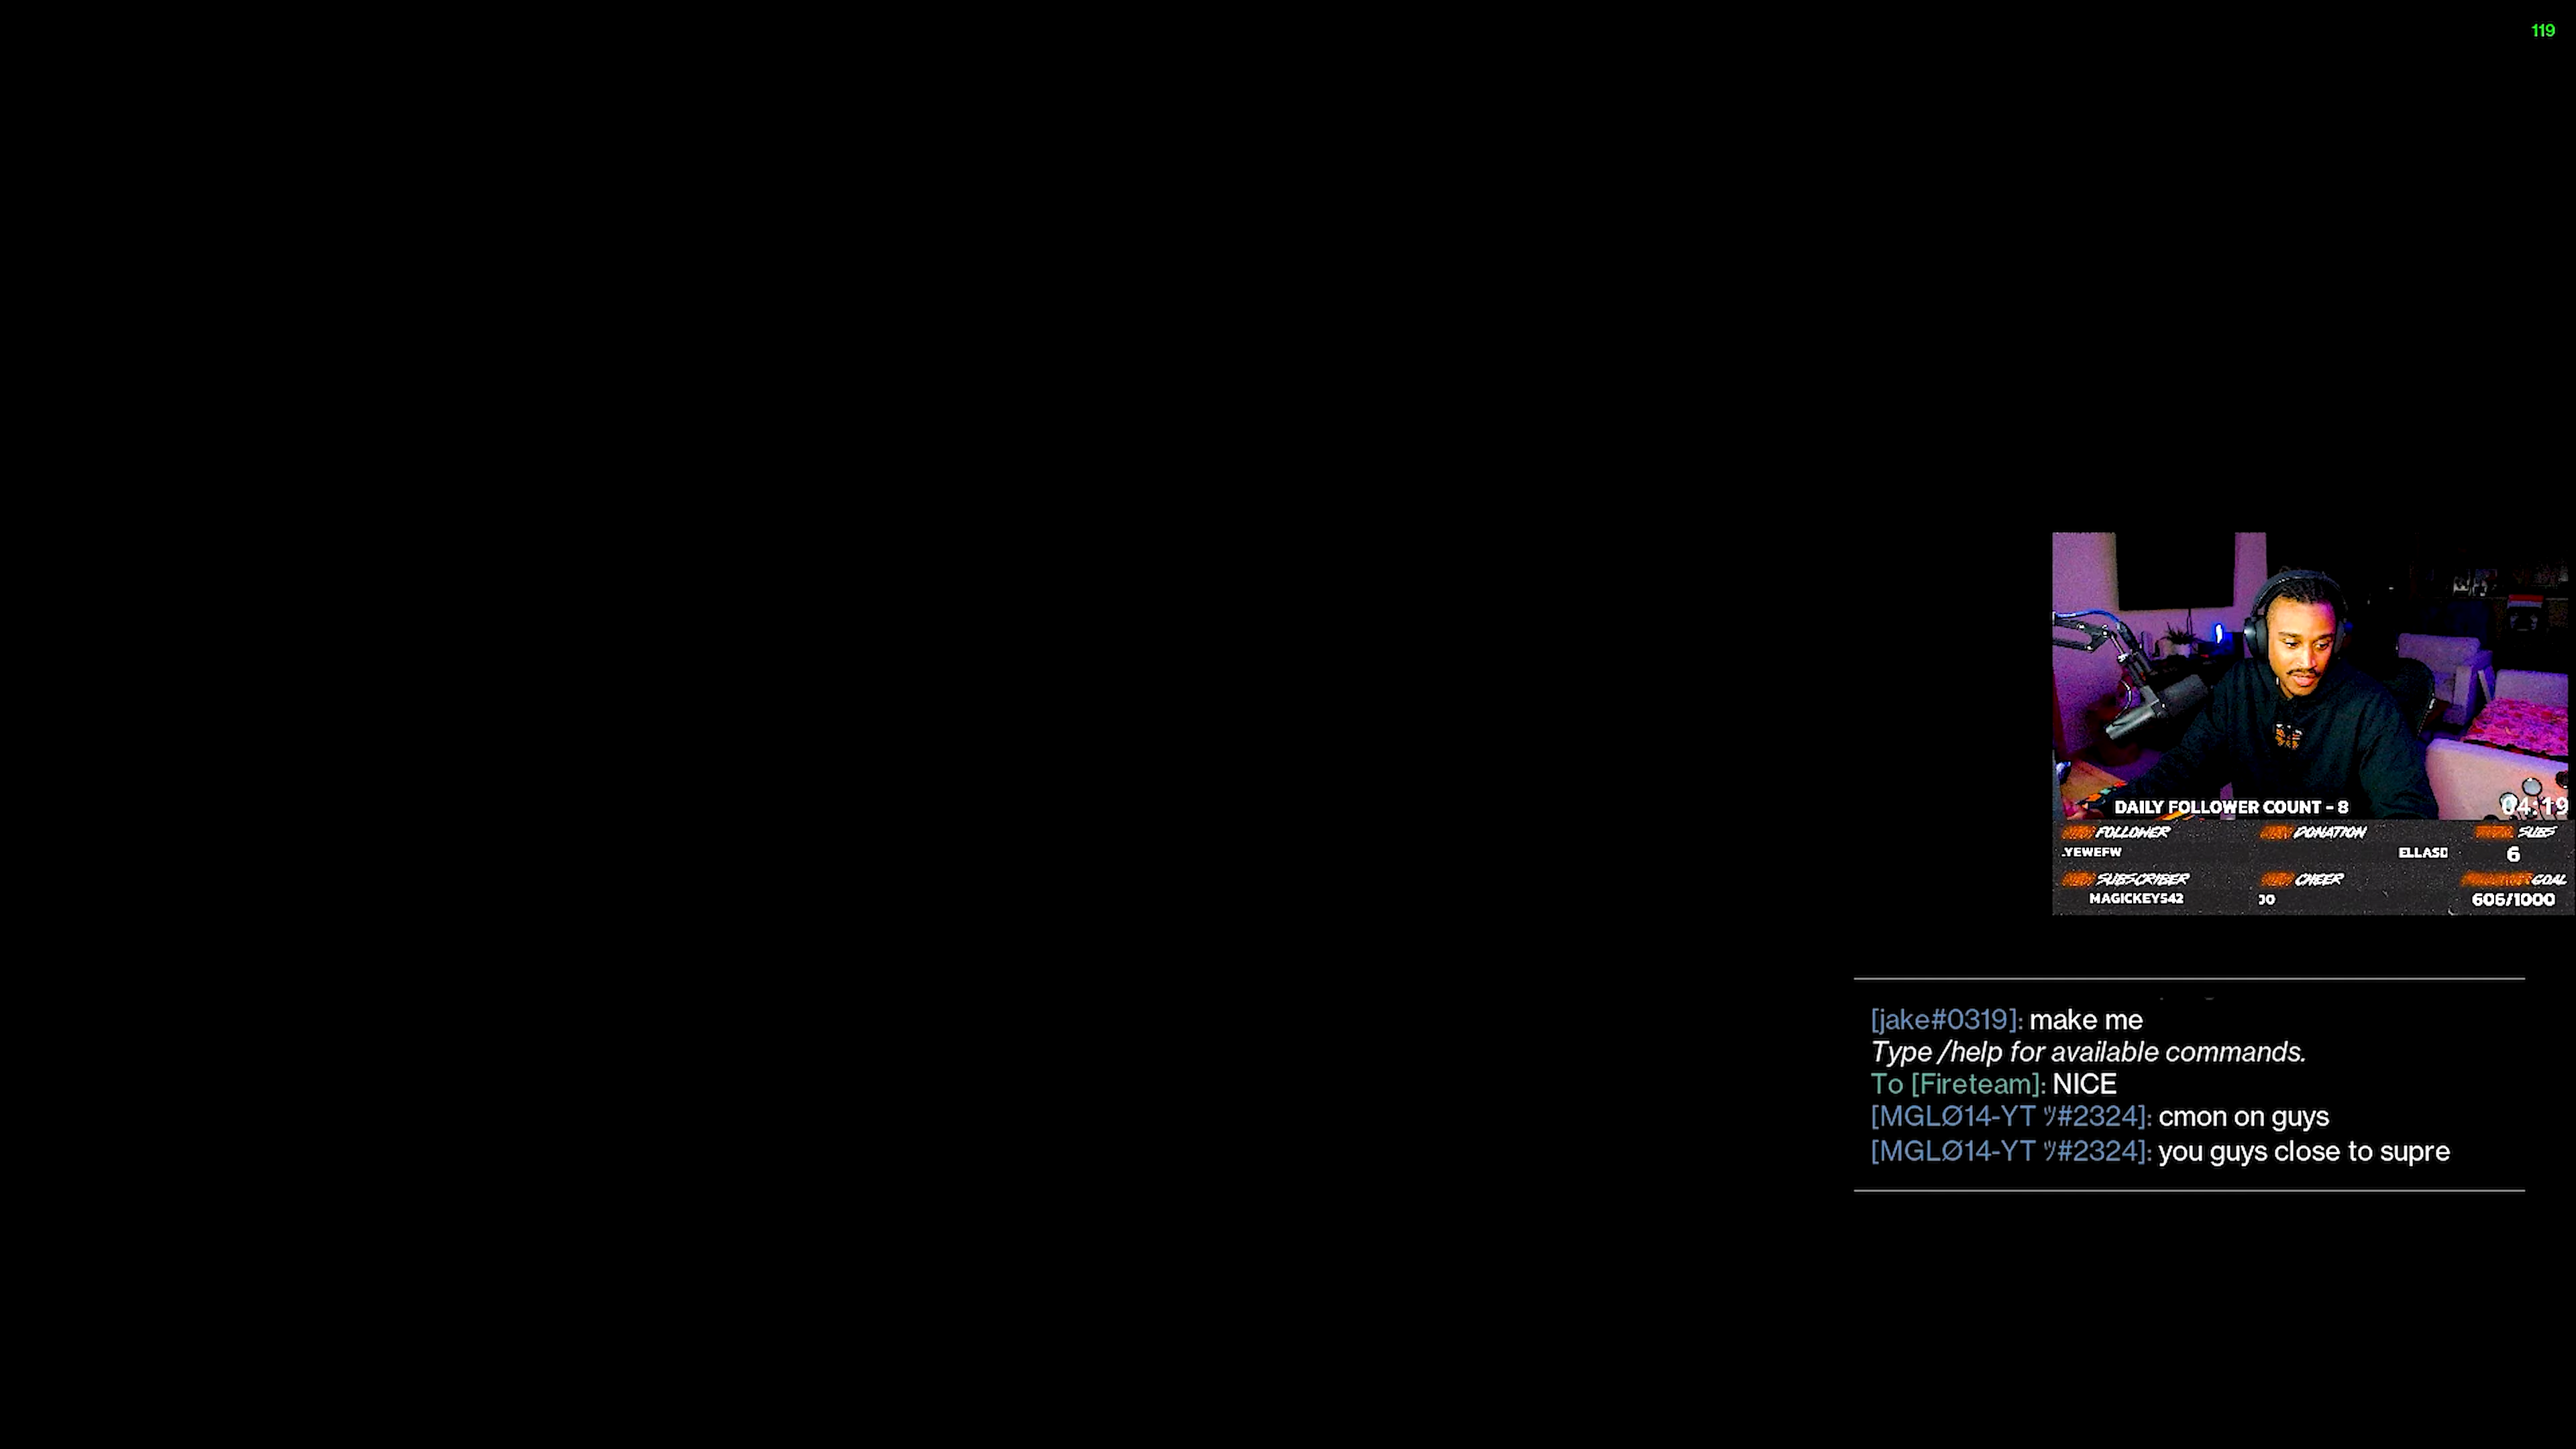 119
DAILY FOLLOWER COUNT - 8
04:19
FOLLOWER
DONATION
SUBS
YEWEFW
ELLASD
6
SUBSCRIBER
CHEER
GOAL
MAGICKEY542
606/1000
[jake#0319]: make me
Type /help for available commands.
To [Fireteam]: NICE
[MGLØ14-YT ツ#2324]: cmon on guys
[MGLØ14-YT ツ#2324]: you guys close to supre